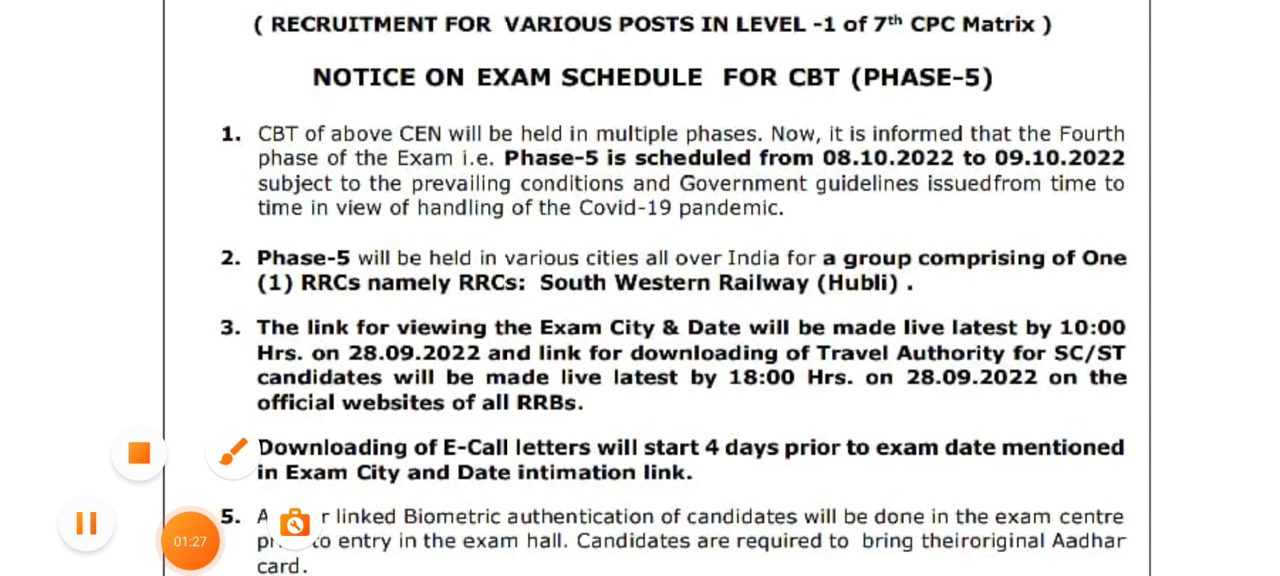 ( RECRUITMENT FOR VARIOUS POSTS IN LEVEL -1 of 7th CPC Matrix )
NOTICE ON EXAM SCHEDULE FOR CBT (PHASE-5)
1. CBT of above CEN will be held in multiple phases. Now, it is informed that the Fourth
phase of the Exam i.e. Phase-5 is scheduled from 08.10.2022 to 09.10.2022
subject to the prevailing conditions and Government guidelines issuedfrom time to
time in view of handling of the Covid-19 pandemic.
2. Phase-5 will be held in various cities all over India for a group comprising of One
(1) RRCs namely RRCs: South Western Railway (Hubli) .
3. The link for viewing the Exam City & Date will be made live latest by 10:00
Hrs. on 28.09.2022 and link for downloading of Travel Authority for SC/ST
candidates will be made live latest by 18:00 Hrs. on 28.09.2022 on the
official websites of all RRBs.
Downloading of E-Call letters will start 4 days prior to exam date mentioned
in Exam City and Date intimation link.
5. linked Biometric authentication of candidates will be done in the exam centre
to entry in the exam hall. Candidates are required to bring theiroriginal Aadhar
card.
01:27